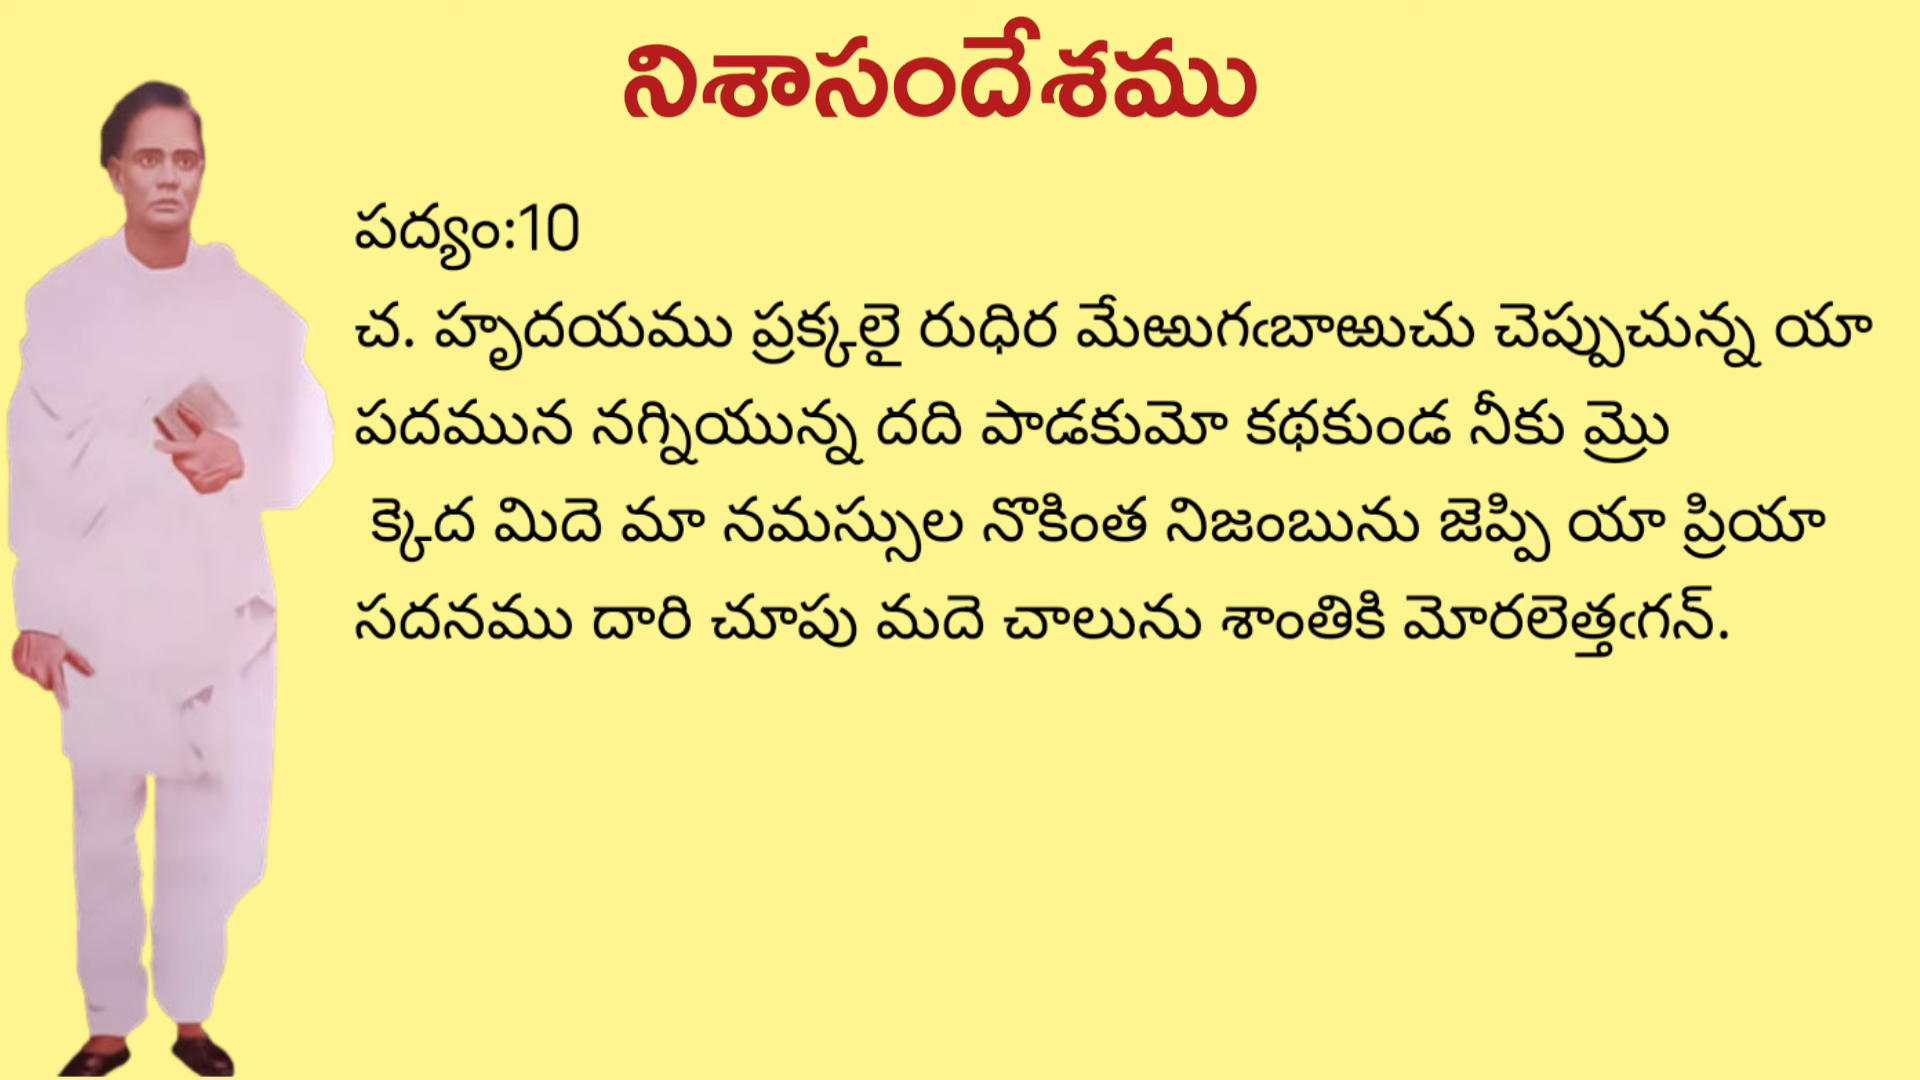 నిశాసందేశము
పద్యం:10
చ. హృదయము ప్రక్కలై రుధిర మేఱుగఁబాఱుచు చెప్పుచున్న యా
పదమున నగ్నియున్న దది పాడకుమో కథకుండ నీకు మ్రొ
క్కెద మిదె మా నమస్సుల నొకింత నిజంబును జెప్పి యా ప్రియా
సదనము దారి చూపు మదె చాలును శాంతికి మోరలెత్తఁగన్.